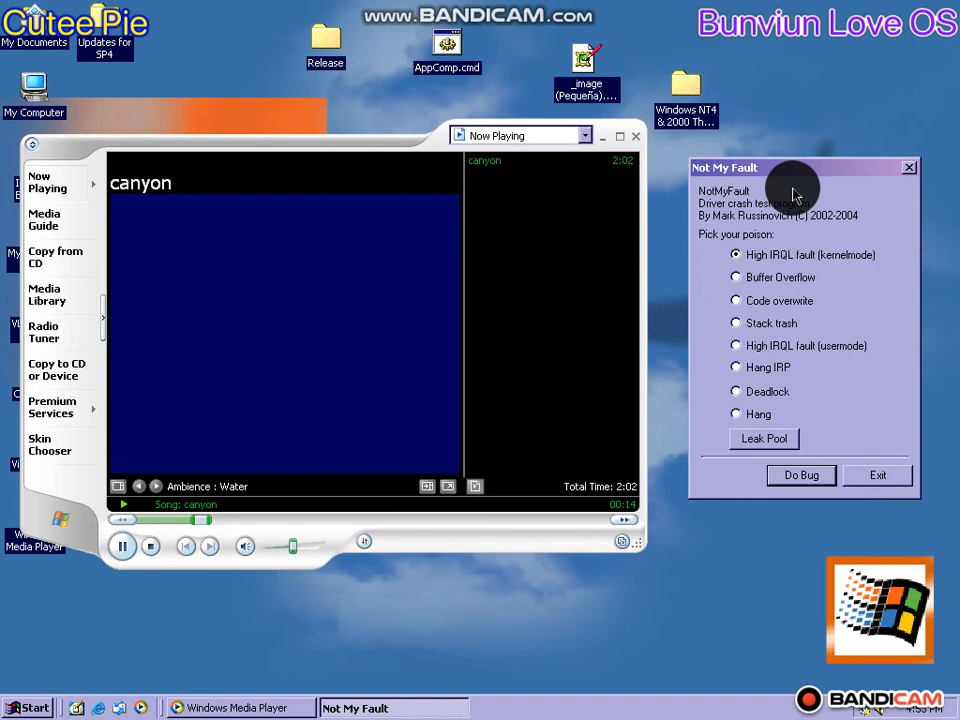 Cutee Pie
WWW.BANDICAM.COM
Bunviun Love OS
My Documents
Updates for
SP4
Release
AppComp.cmd
_image
(Pequeña)....
My Computer
Windows NT4
& 2000 Th...
Now Playing
Now
Playing
Media
Guide
Copy from
CD
Media
Library
Radio
Tuner
Copy to CD
or Device
Premium
Services
Skin
Chooser
canyon
canyon 2:02
Ambience : Water
Total Time: 2:02
Song: canyon
00:14
Not My Fault
NotMyFault
Driver crash test program
By Mark Russinovich (C) 2002-2004
Pick your poison:
High IRQL fault (kernelmode)
Buffer Overflow
Code overwrite
Stack trash
High IRQL fault (usermode)
Hang IRP
Deadlock
Hang
Leak Pool
Do Bug
Exit
Media Player
Start
Windows Media Player
Not My Fault
BANDICAM